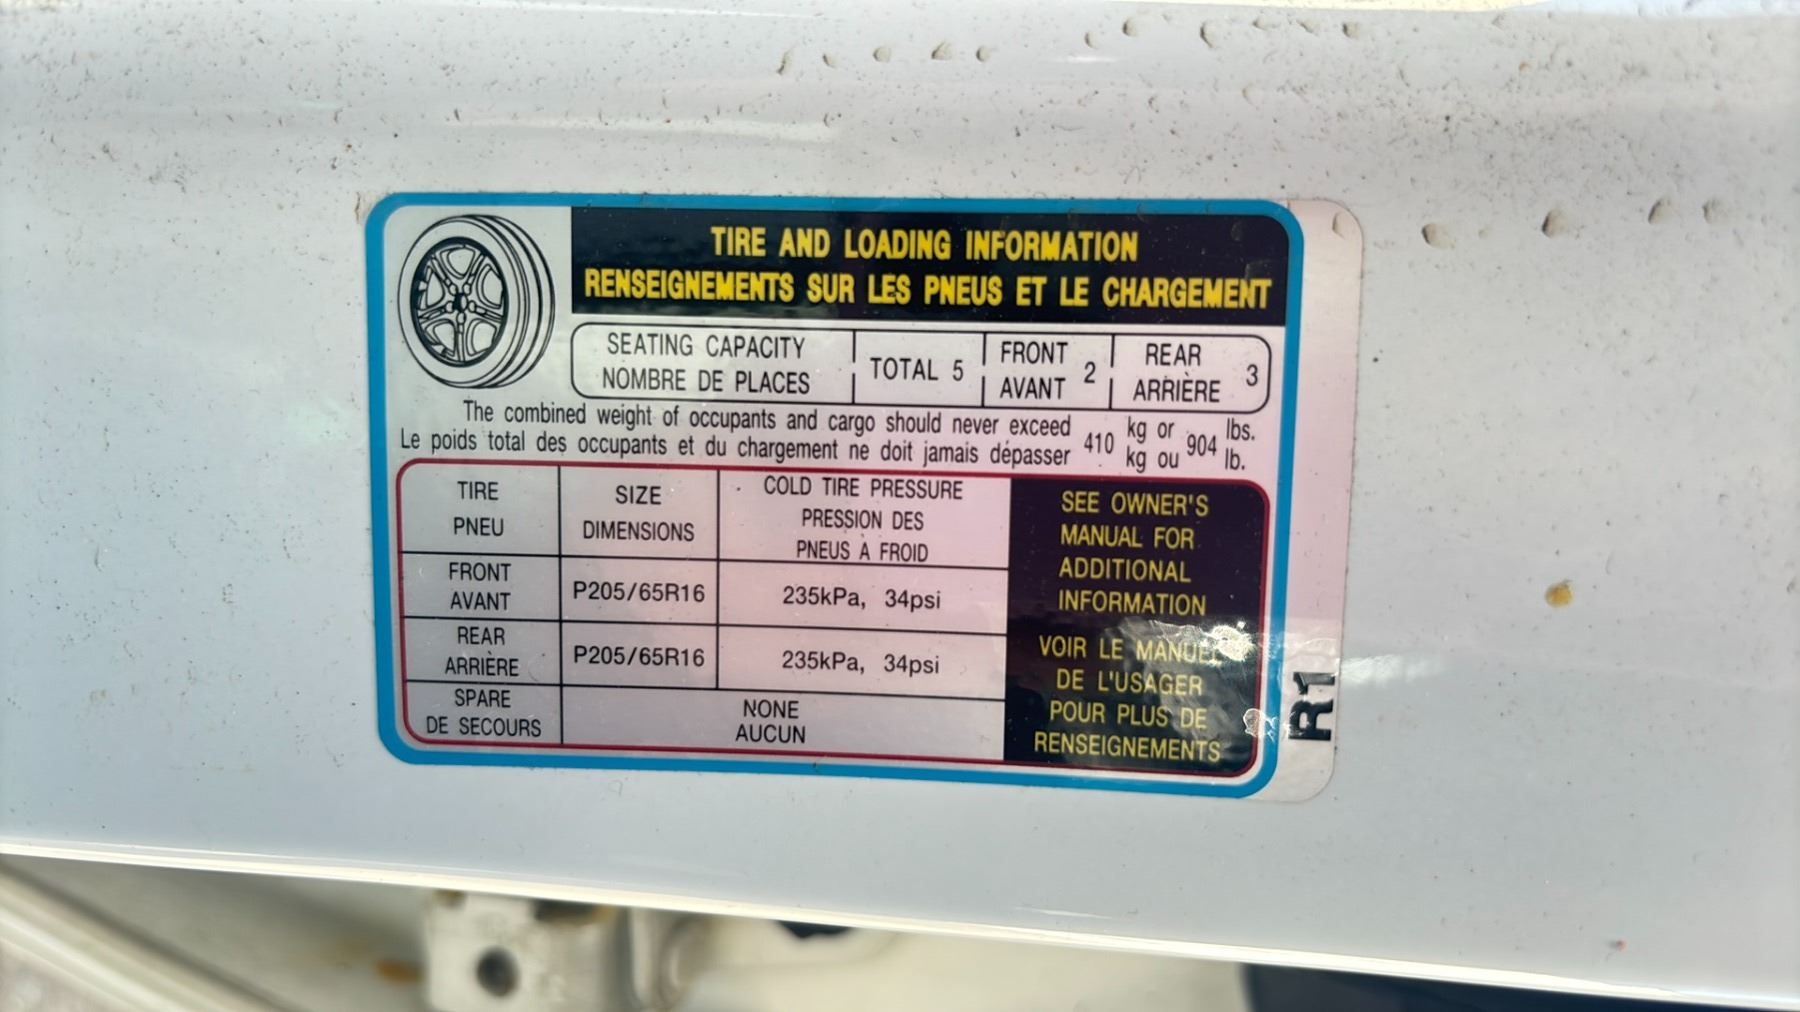 TIRE AND LOADING INFORMATION
RENSEIGNEMENTS SUR LES PNEUS ET LE CHARGEMENT
SEATING CAPACITY
NOMBRE DE PLACES
TOTAL 5
FRONT
AVANT
2
REAR
ARRIÈRE
3
The combined weight of occupants and cargo should never exceed
Le poids total des occupants et du chargement ne doit jamais dépasser
410
kg or
kg ou
904
lbs.
lb.
TIRE
PNEU
SIZE
DIMENSIONS
COLD TIRE PRESSURE
PRESSION DES
PNEUS À FROID
FRONT
AVANT
P205/65R16
235kPa, 34psi
REAR
ARRIÈRE
P205/65R16
235kPa, 34psi
SPARE
DE SECOURS
NONE
AUCUN
SEE OWNER'S
MANUAL FOR
ADDITIONAL
INFORMATION
VOIR LE MANUEL
DE L'USAGER
POUR PLUS DE
RENSEIGNEMENTS
R1